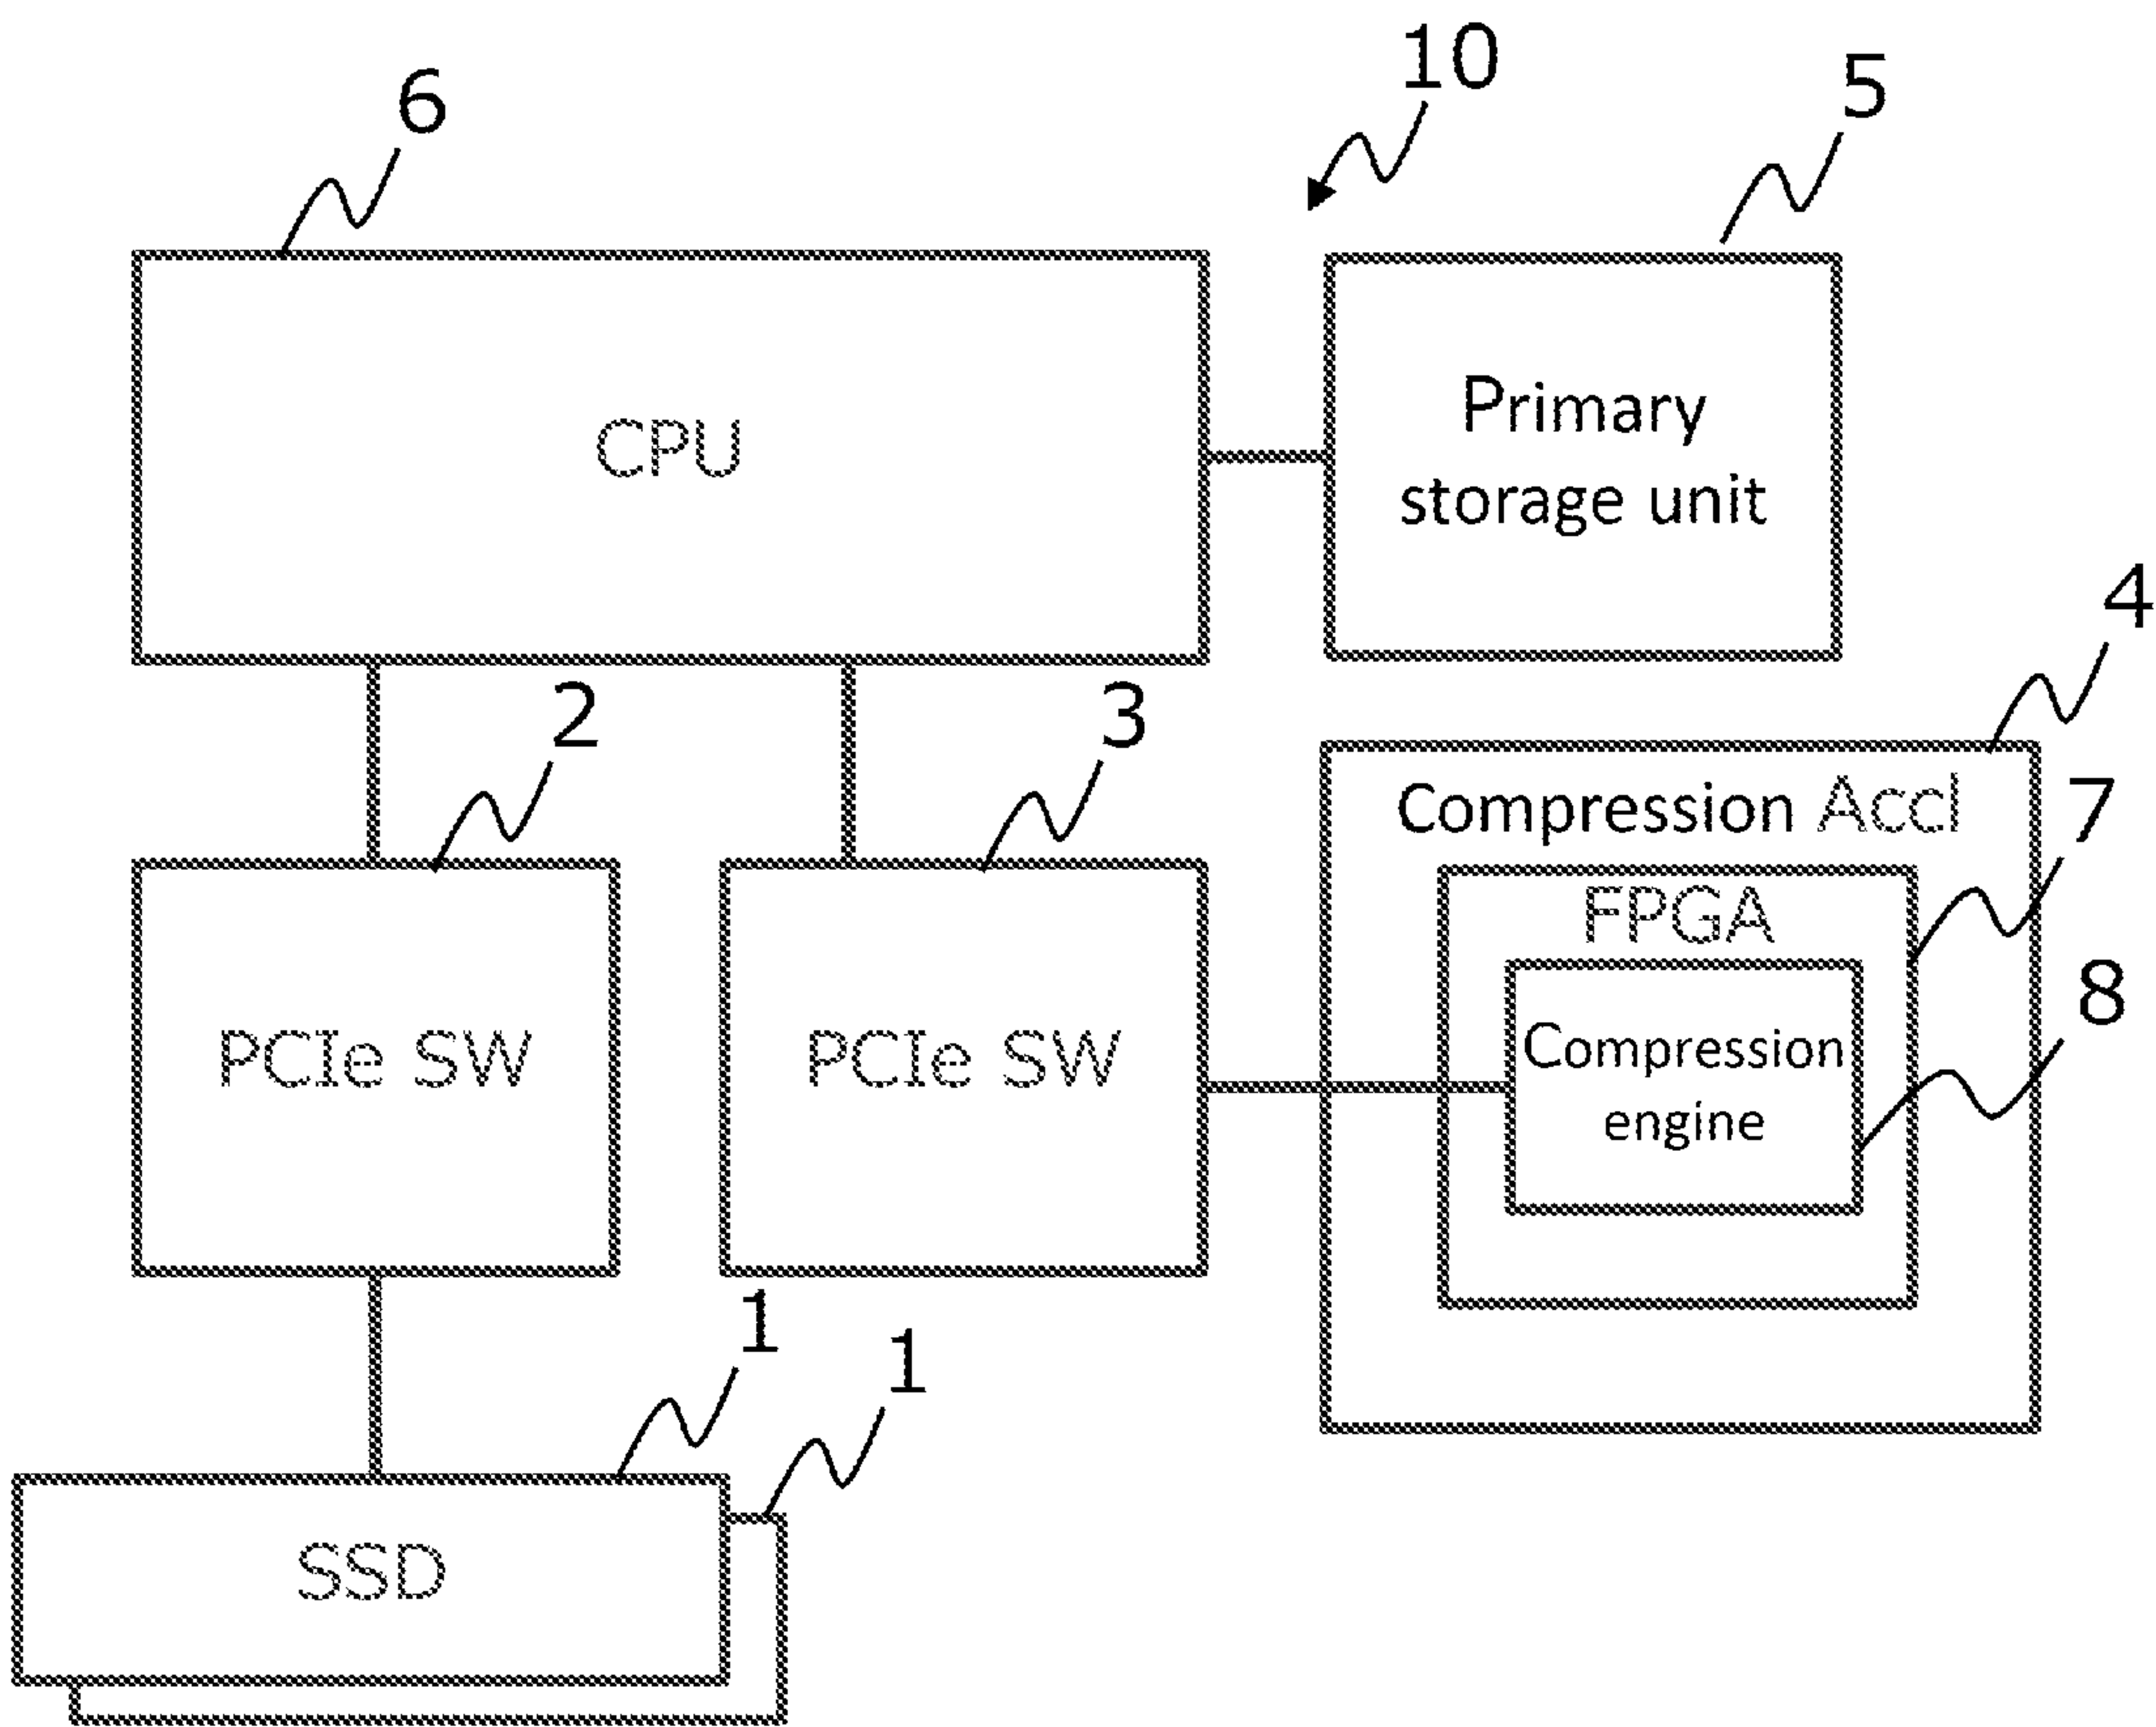 10
5
6
CPU
Primary
storage unit
4
2
3
Compression Accl
7
FPGA
8
PCIe SW
PCIe SW
Compression
engine
1
1
SSD